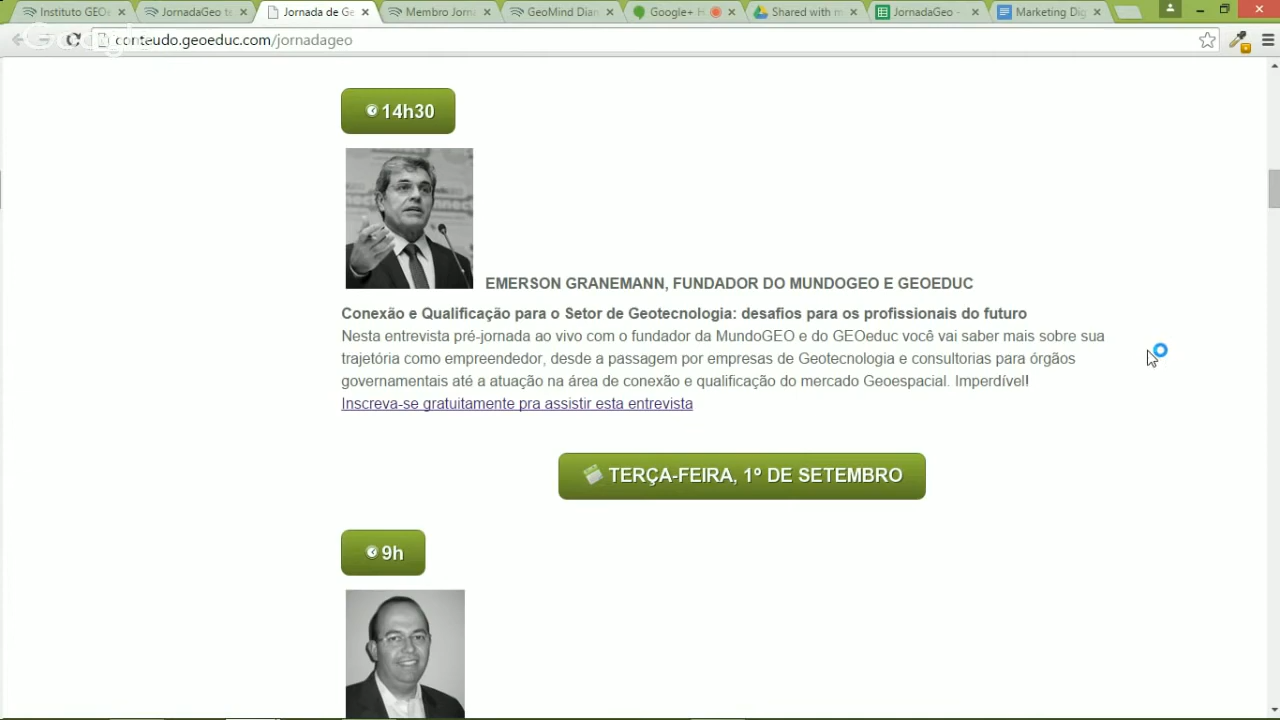 Instituto GEO
JornadaGeo te
Jornada de Ge
Membro Jorna
GeoMind Dian
Google+ H
Shared with m
JornadaGeo -
Marketing Dig
conteudo.geoeduc.com/jornadageo
14h30
EMERSON GRANEMANN, FUNDADOR DO MUNDOGEO E GEOEDUC
Conexão e Qualificação para o Setor de Geotecnologia: desafios para os profissionais do futuro
Nesta entrevista pré-jornada ao vivo com o fundador da MundoGEO e do GEOeduc você vai saber mais sobre sua
trajetória como empreendedor, desde a passagem por empresas de Geotecnologia e consultorias para órgãos
governamentais até a atuação na área de conexão e qualificação do mercado Geoespacial. Imperdível!
Inscreva-se gratuitamente pra assistir esta entrevista
TERÇA-FEIRA, 1º DE SETEMBRO
9h